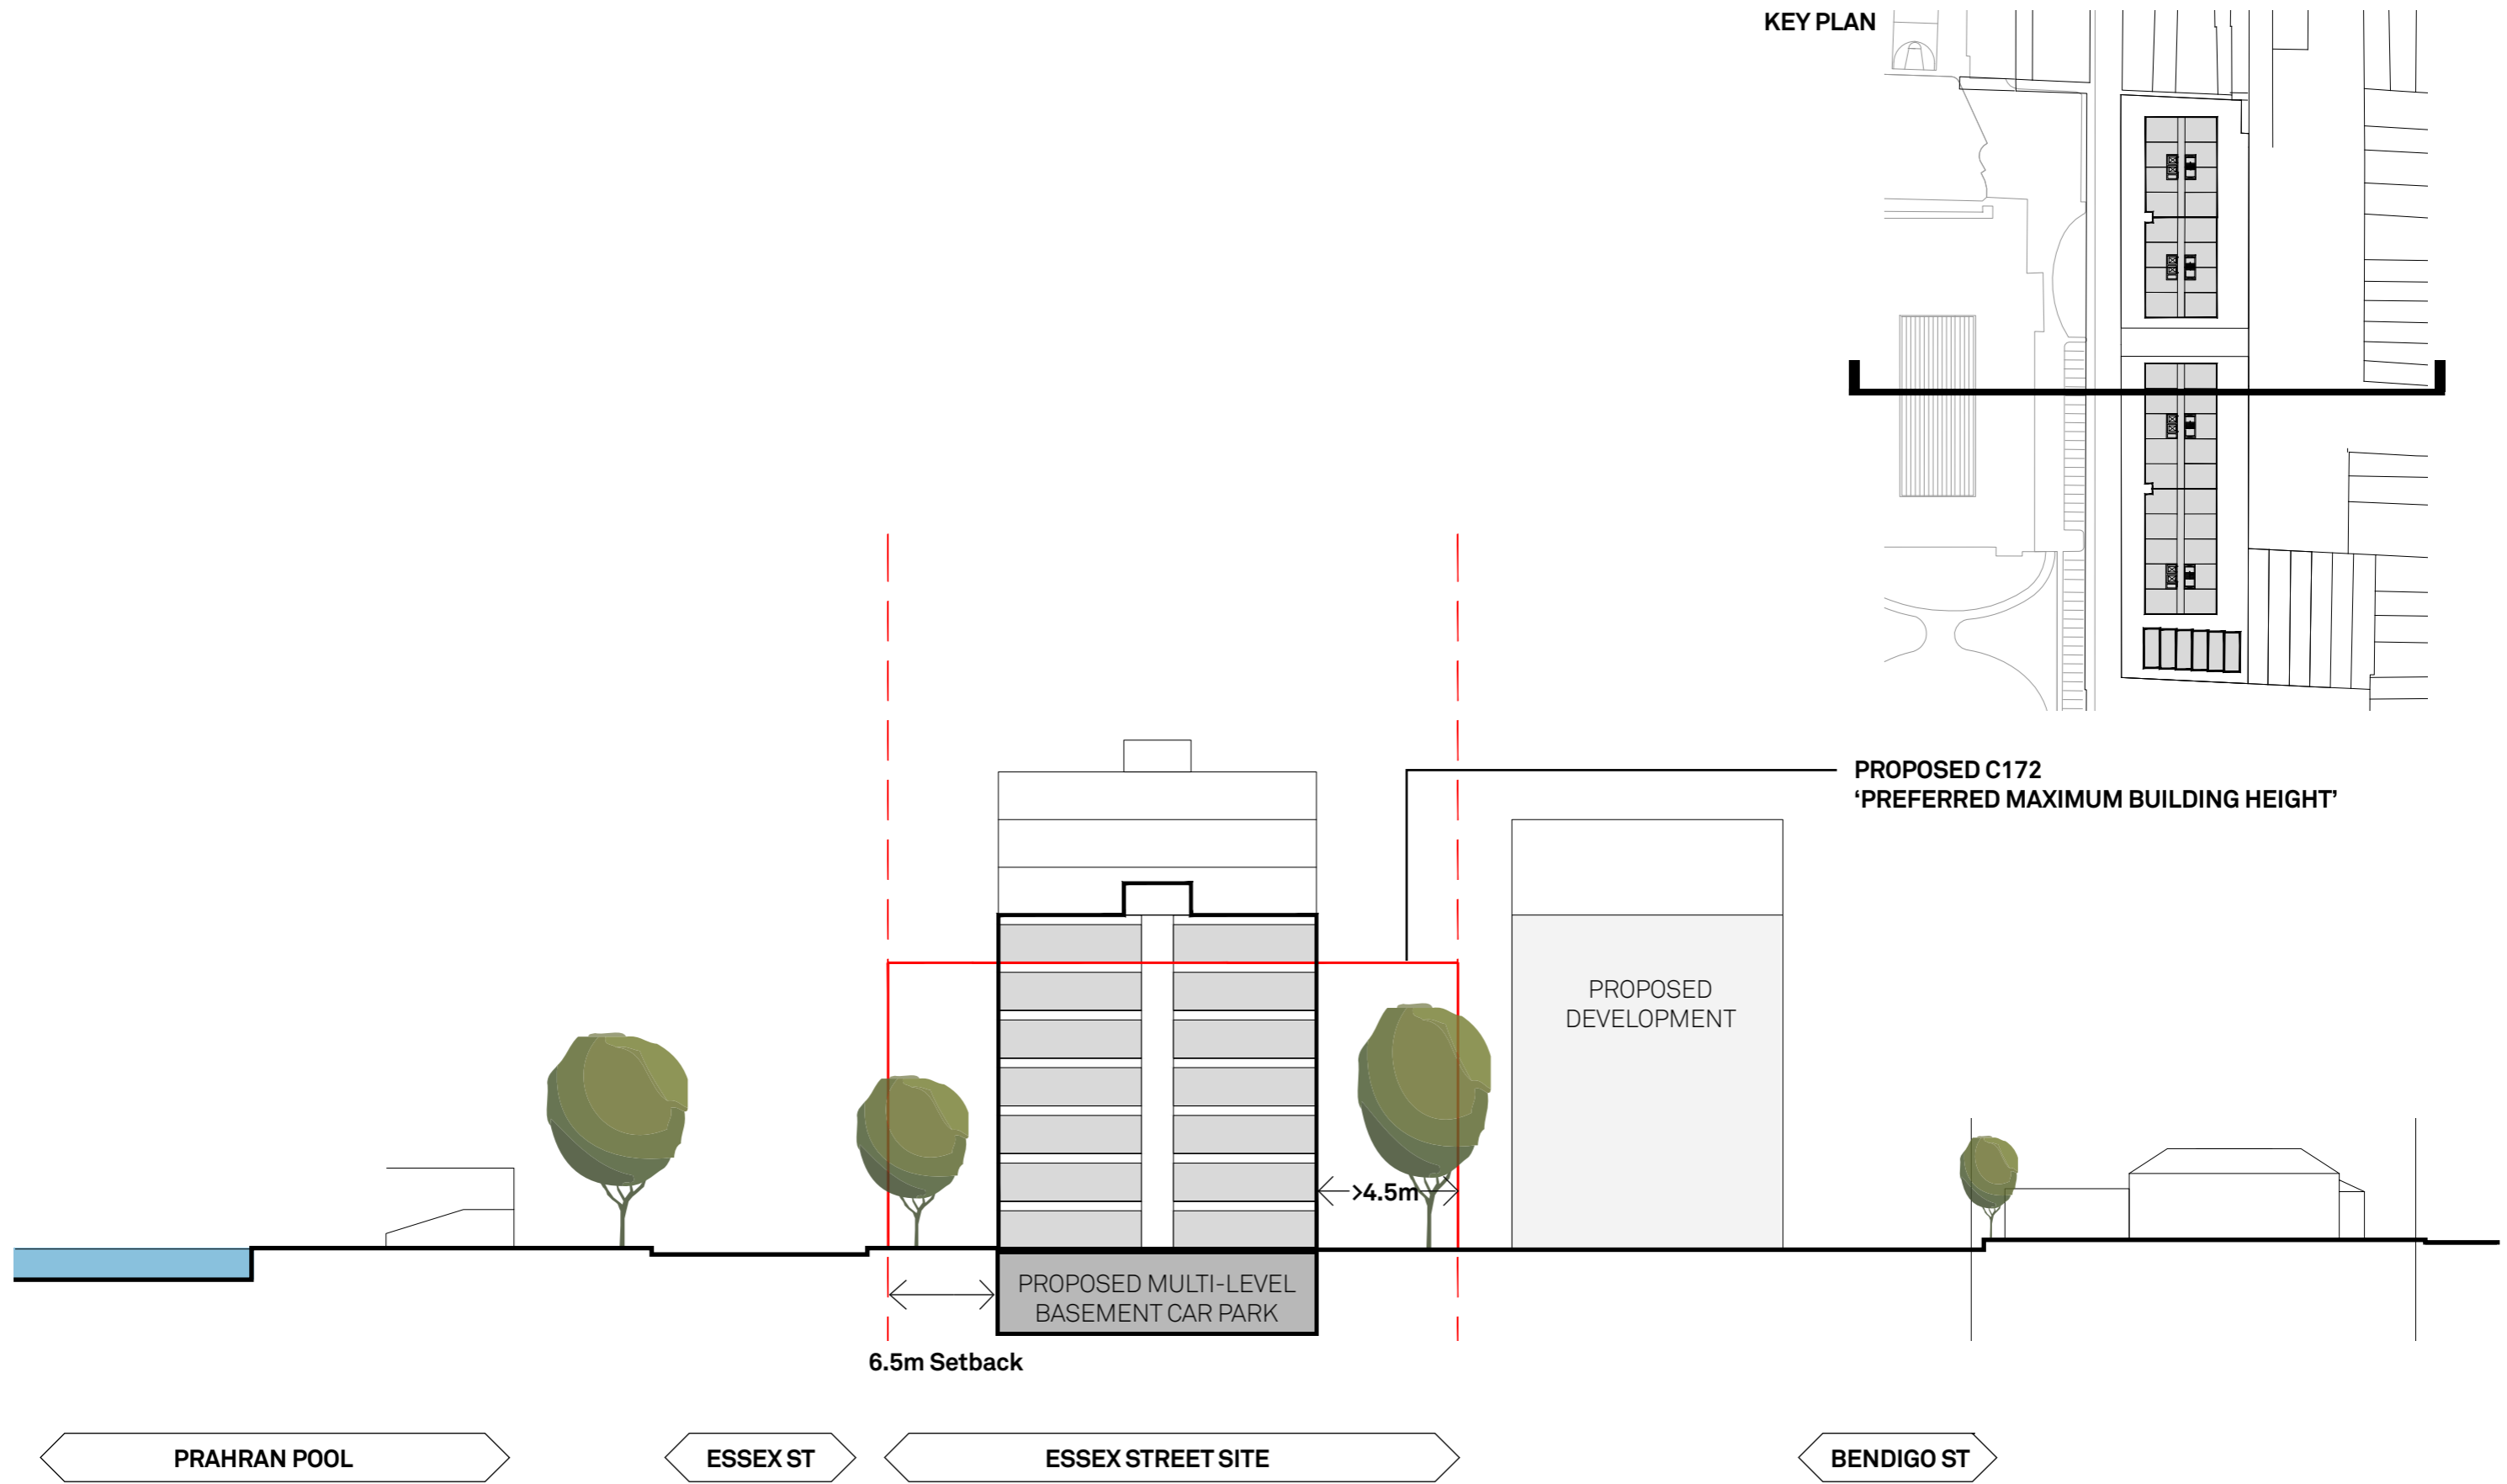 KEY PLAN
PROPOSED C172
‘PREFERRED MAXIMUM BUILDING HEIGHT’
PROPOSED
DEVELOPMENT
>4.5m
PROPOSED MULTI-LEVEL
BASEMENT CAR PARK
6.5m Setback
PRAHRAN POOL
ESSEX ST
ESSEX STREET SITE
BENDIGO ST